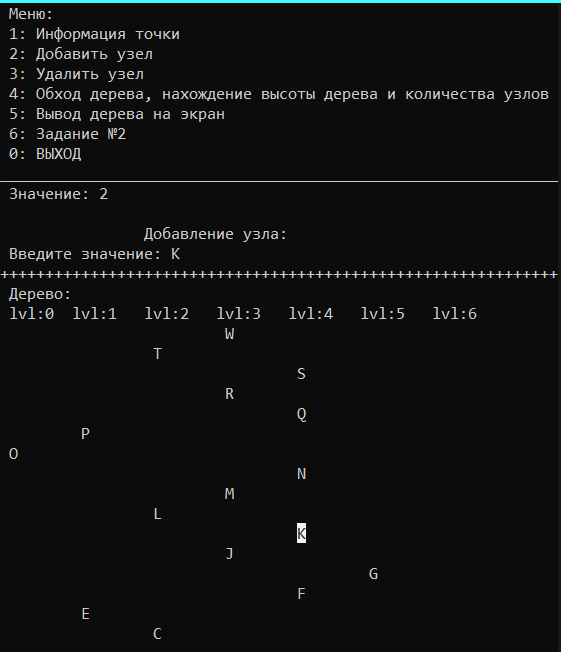 Меню:
1: Информация точки
2: Добавить узел
3: Удалить узел
4: Обход дерева, нахождение высоты дерева и количества узлов
5: Вывод дерева на экран
6: Задание №2
0: ВЫХОД
Значение: 2
Добавление узла:
Введите значение: K
++++++++++++++++++++++++++++++++++++++++++++++++++++++++++++++
Дерево:
lvl:0  lvl:1   lvl:2   lvl:3   lvl:4   lvl:5   lvl:6
W
T
S
R
Q
P
O
N
M
L
K
J
G
F
E
C